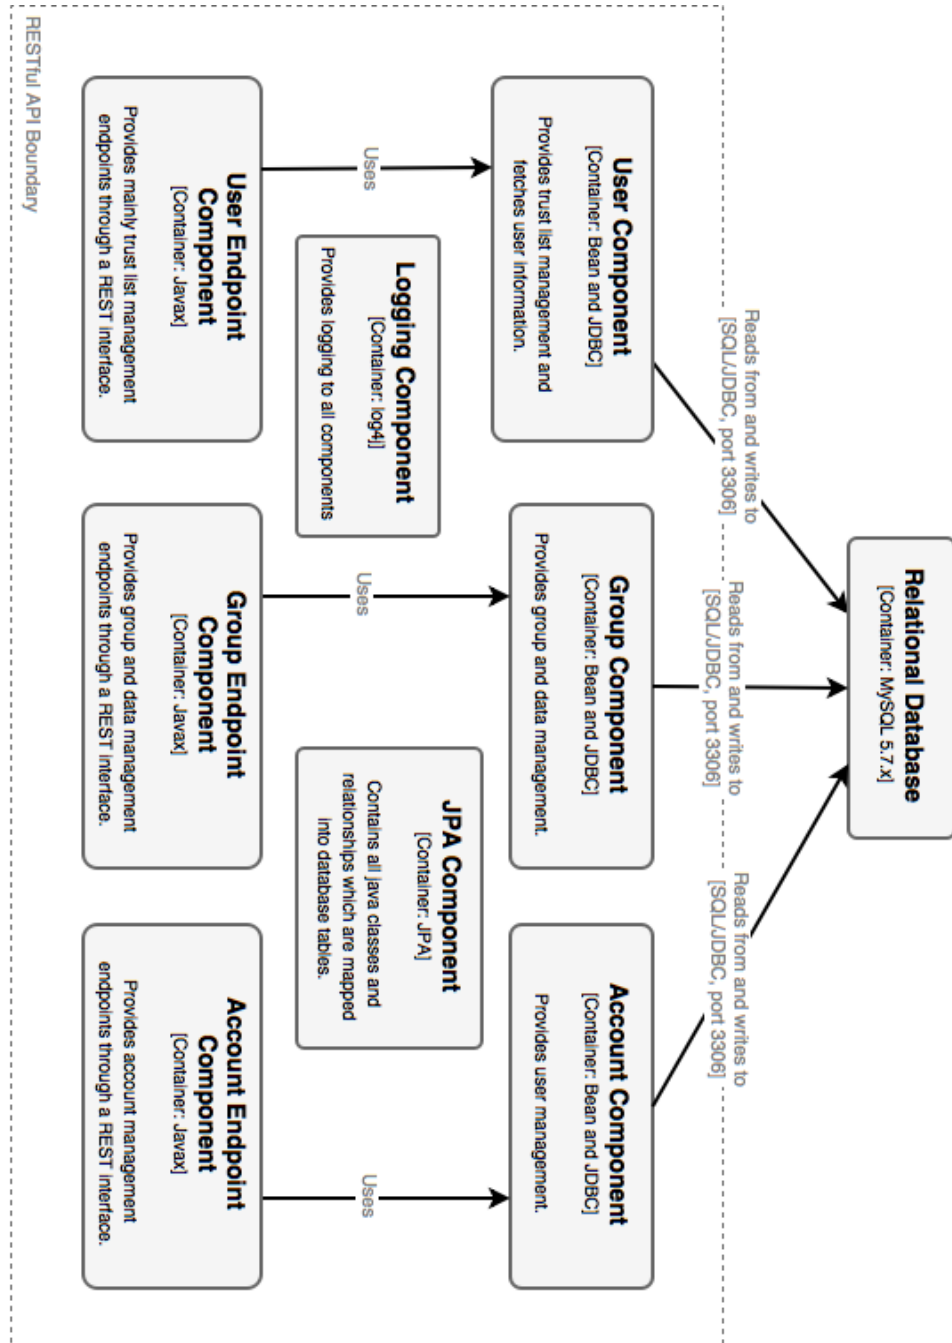 Relational Database
[Container: MySQL 5.7.x]
Reads from and writes to
[SQL/JDBC, port 3306]
Reads from and writes to
[SQL/JDBC, port 3306]
Reads from and writes to
[SQL/JDBC, port 3306]
User Component
[Container: Bean and JDBC]
Provides trust list management and
fetches user information.
Group Component
[Container: Bean and JDBC]
Provides group and data management.
Account Component
[Container: Bean and JDBC]
Provides user management.
Uses
Logging Component
[Container: log4j]
Provides logging to all components
Uses
JPA Component
[Container: JPA]
Contains all java classes and
relationships which are mapped
into database tables.
Uses
User Endpoint
Component
[Container: Javax]
Provides mainly trust list management
endpoints through a REST interface.
Group Endpoint
Component
[Container: Javax]
Provides group and data management
endpoints through a REST interface.
Account Endpoint
Component
[Container: Javax]
Provides account management
endpoints through a REST interface.
RESTful API Boundary